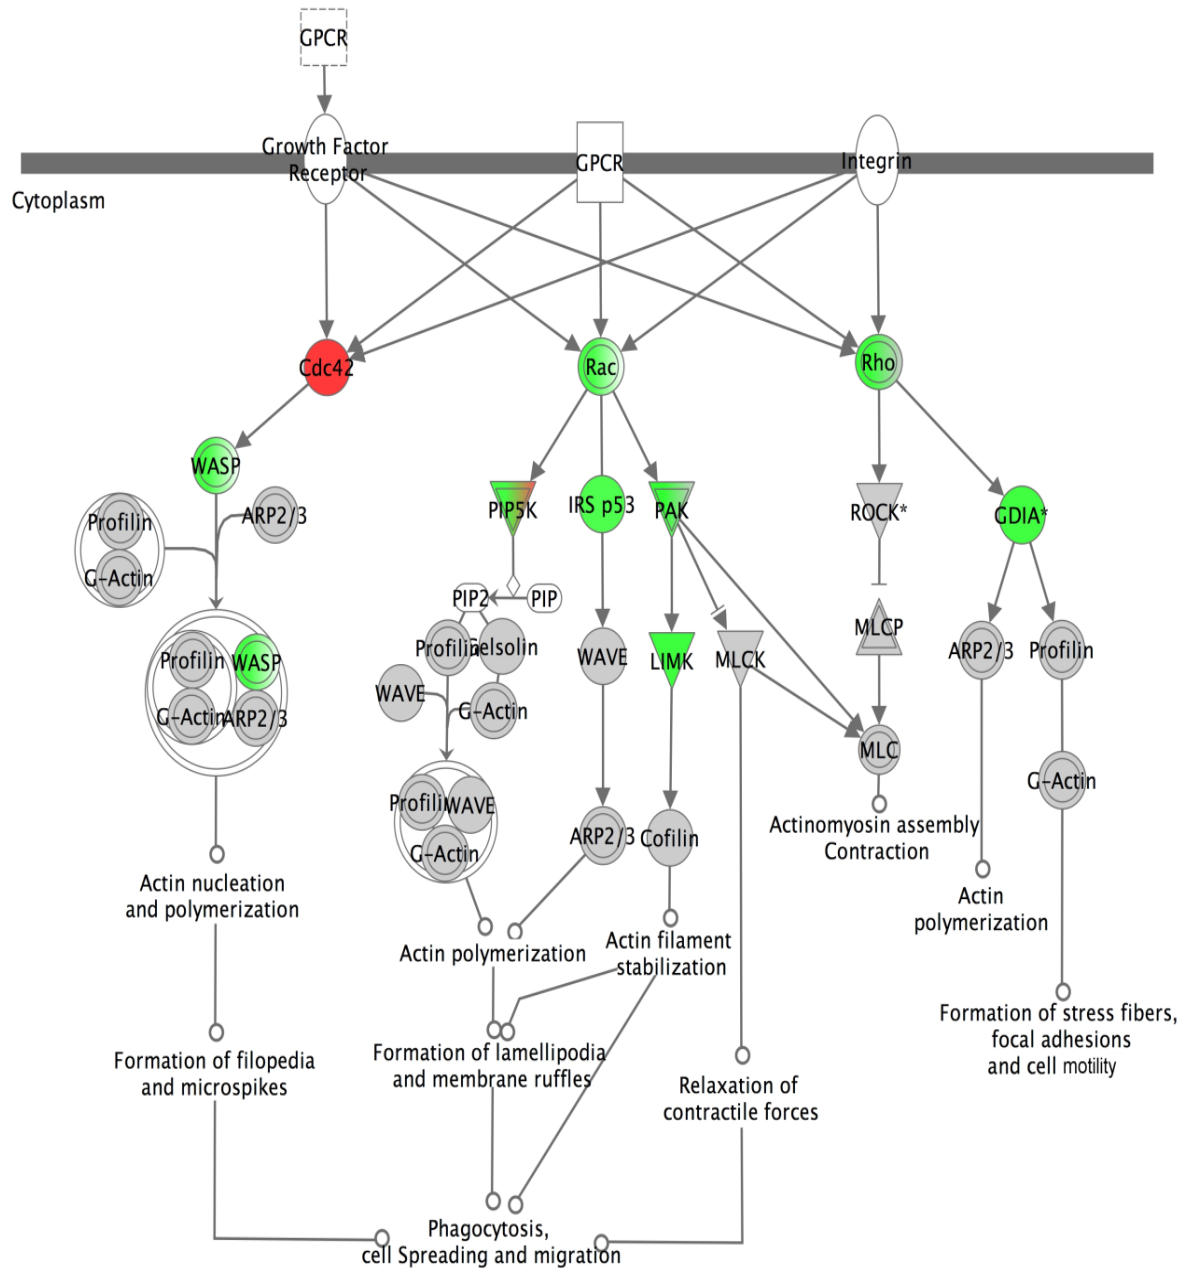 GPCR
Growth Factor
Receptor
GPCR
Integrin
Cytoplasm
Cdc42
Rac
Rho
WASP
PIP5K
IRS p53
PAK
ROCK*
GDIA*
Profilin
ARP2/3
G-Actin
PIP2
PIP
Profilin
Gelsolin
WAVE
LIMK
MLCK
MLCP
ARP2/3
Profilin
Profilin
WASP
G-Actin
ARP2/3
WAVE
G-Actin
MLC
G-Actin
Profilin
WAVE
G-Actin
ARP2/3
Cofilin
Actinomyosin assembly
Contraction
Actin nucleation
and polymerization
Actin polymerization
Actin filament
stabilization
Actin
polymerization
Formation of filopedia
and microspikes
Formation of lamellipodia
and membrane ruffles
Relaxation of
contractile forces
Formation of stress fibers,
focal adhesions
and cell motility
Phagocytosis,
cell Spreading and migration